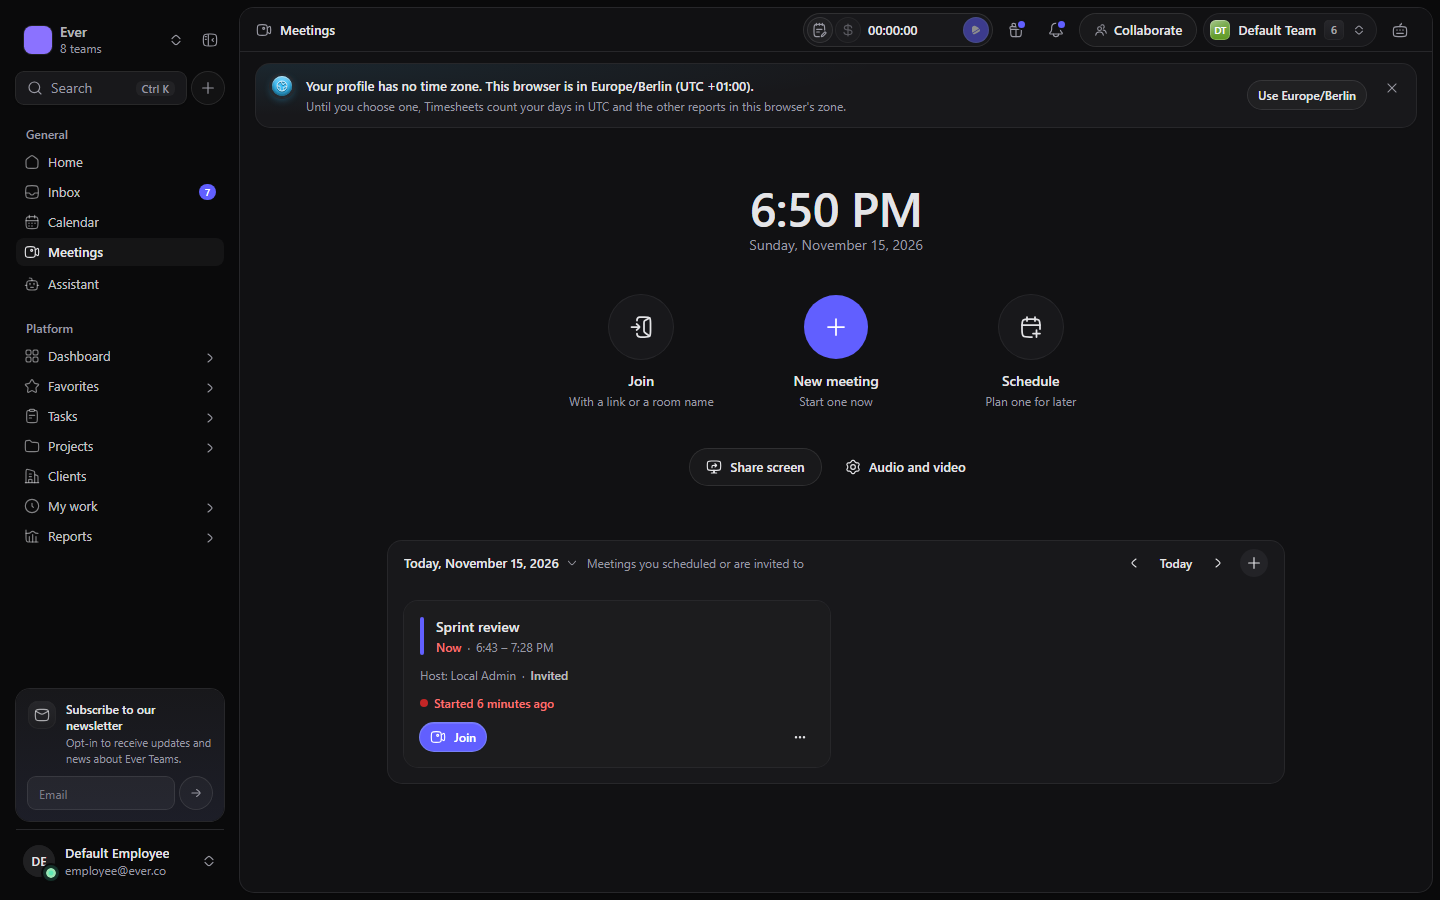 Ever
8 teams
Search
Ctrl K
General
Home
Inbox
7
Calendar
Meetings
Assistant
Platform
Dashboard
Favorites
Tasks
Projects
Clients
My work
Reports
Subscribe to our
newsletter
Opt-in to receive updates and
news about Ever Teams.
Email
DE
Default Employee
employee@ever.co
Meetings
00:00:00
Collaborate
DT
Default Team
6
Your profile has no time zone. This browser is in Europe/Berlin (UTC +01:00).
Until you choose one, Timesheets count your days in UTC and the other reports in this browser's zone.
Use Europe/Berlin
6:50 PM
Sunday, November 15, 2026
Join
With a link or a room name
New meeting
Start one now
Schedule
Plan one for later
Share screen
Audio and video
Today, November 15, 2026
Meetings you scheduled or are invited to
Today
Sprint review
Now · 6:43 – 7:28 PM
Host: Local Admin · Invited
Started 6 minutes ago
Join